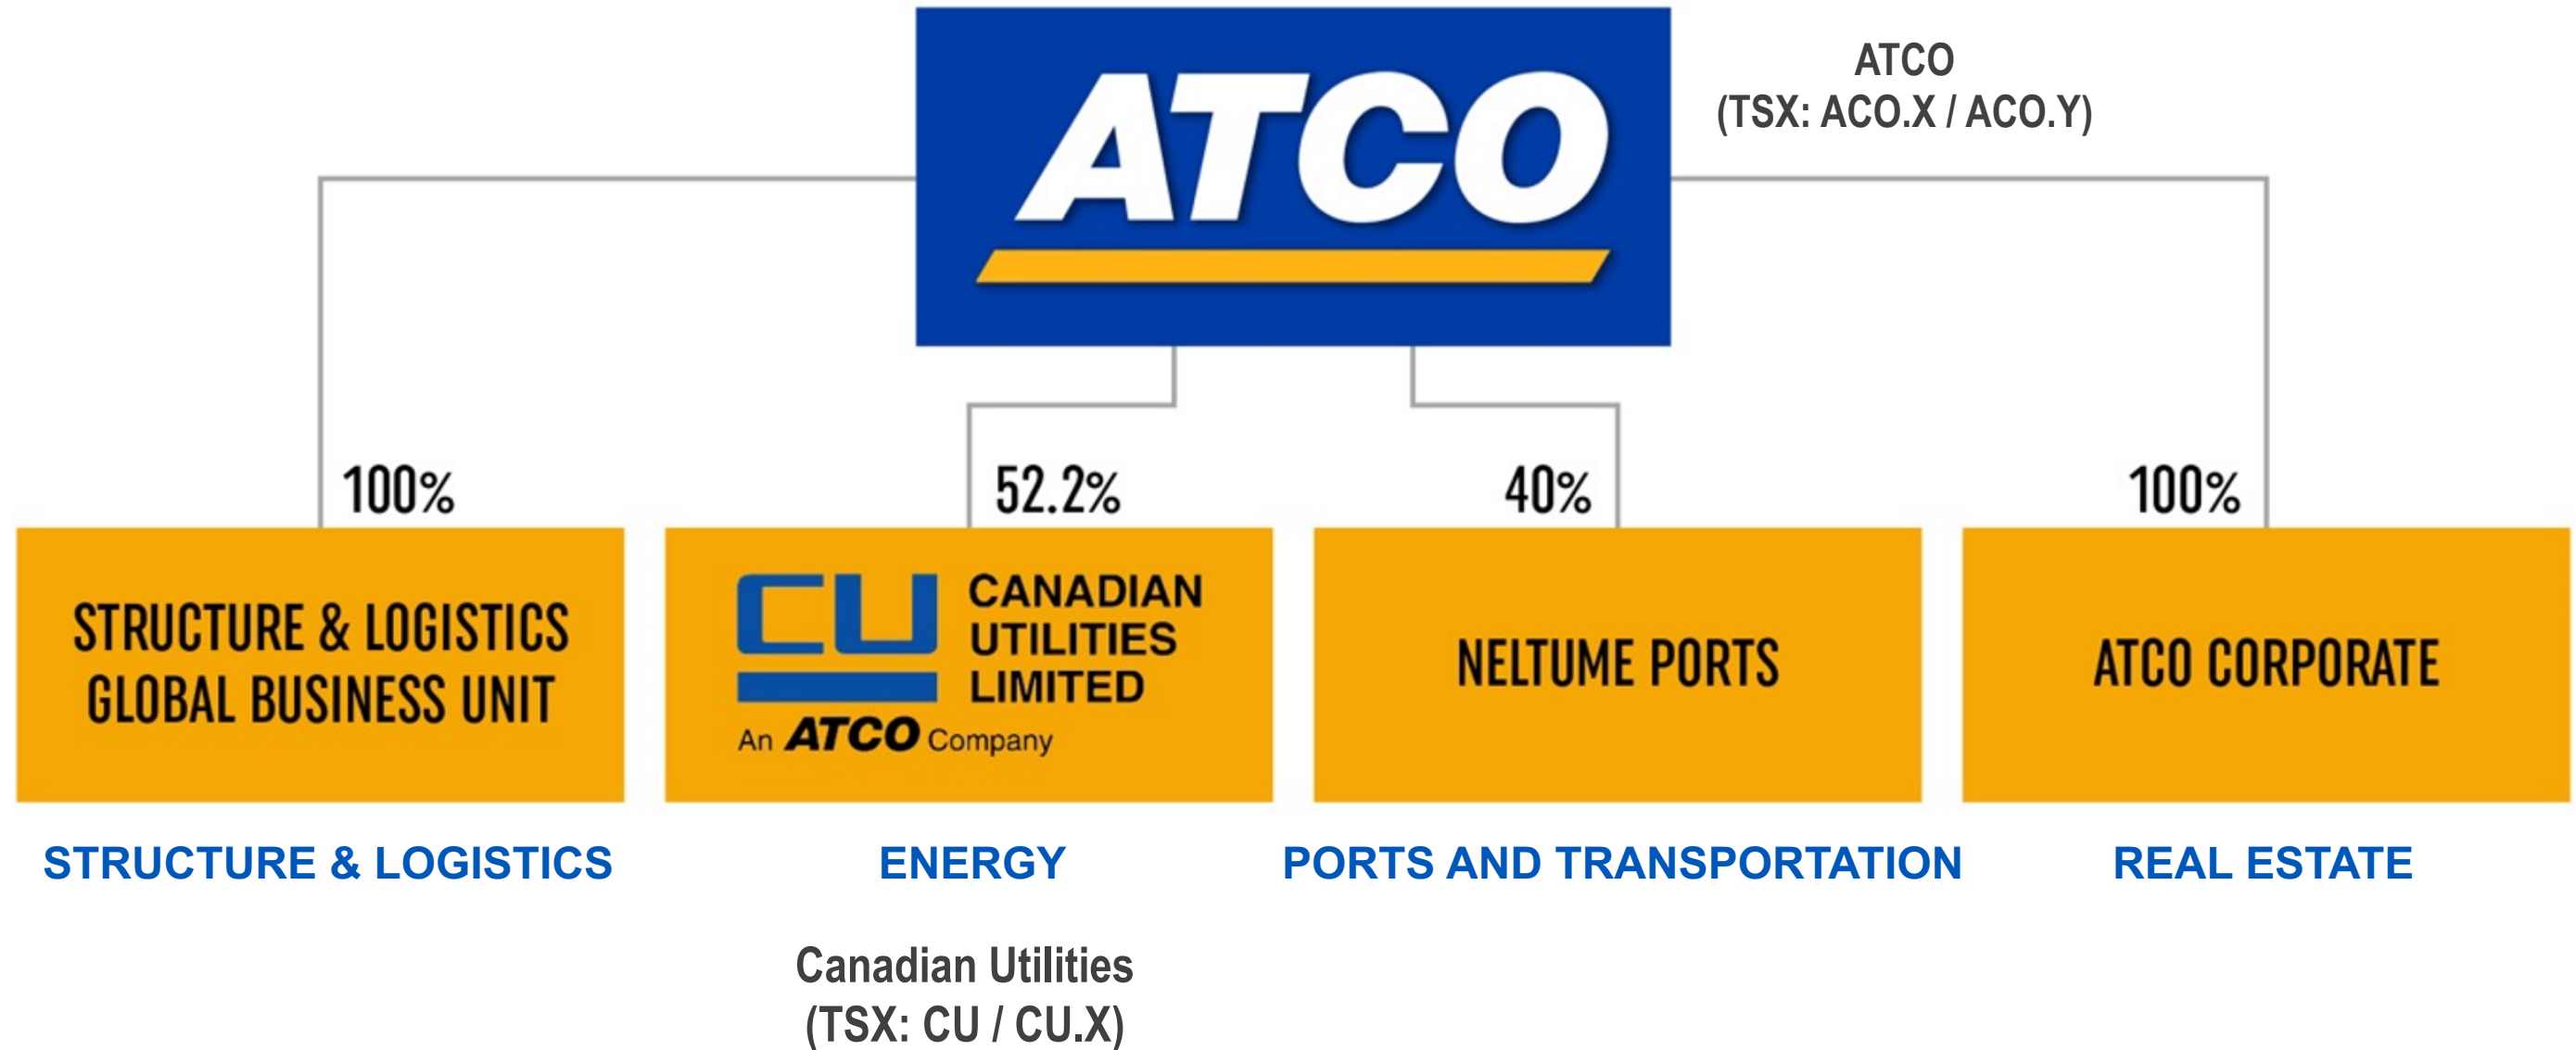 ATCO
ATCO
(TSX: ACO.X / ACO.Y)
100%
52.2%
40%
100%
STRUCTURE & LOGISTICS
GLOBAL BUSINESS UNIT
CU
CANADIAN
UTILITIES
LIMITED
An ATCO Company
NELTUME PORTS
ATCO CORPORATE
STRUCTURE & LOGISTICS
ENERGY
PORTS AND TRANSPORTATION
REAL ESTATE
Canadian Utilities
(TSX: CU / CU.X)